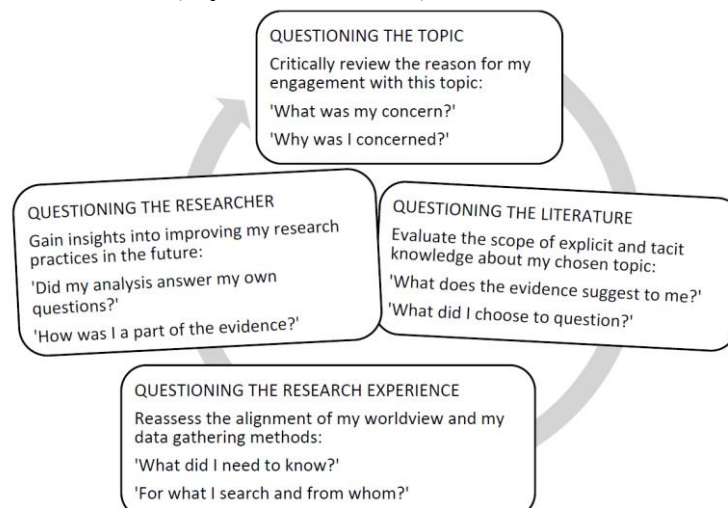 QUESTIONING THE TOPIC
Critically review the reason for my
engagement with this topic:
'What was my concern?'
'Why was I concerned?'
QUESTIONING THE LITERATURE
Evaluate the scope of explicit and tacit
knowledge about my chosen topic:
'What does the evidence suggest to me?'
'What did I choose to question?'
QUESTIONING THE RESEARCH EXPERIENCE
Reassess the alignment of my worldview and my
data gathering methods:
'What did I need to know?'
'For what I search and from whom?'
QUESTIONING THE RESEARCHER
Gain insights into improving my research
practices in the future:
'Did my analysis answer my own
questions?'
'How was I a part of the evidence?'